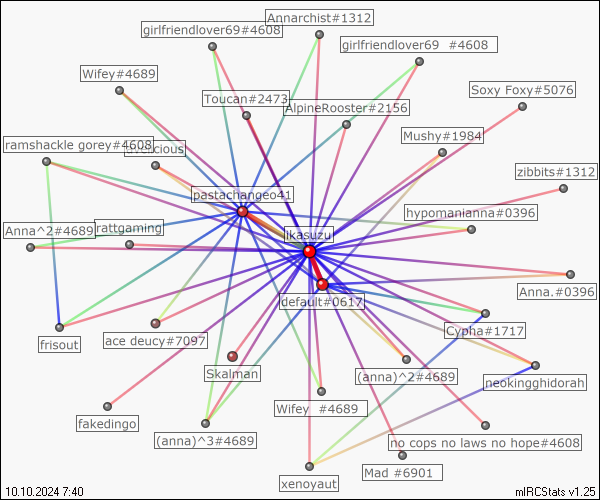 Annarchist#1312
girlfriendlover69#4608
girlfriendlover69  #4608
Wifey#4689
Soxy Foxy#5076
Toucan#2473
AlpineRooster#2156
Mushy#1984
ramshackle gorey#4608
zibbits#1312
pastachangeo41
hypomanianna#0396
Anna^2#4689
rattgaming
ikasuzu
Anna.#0396
default#0617
Cypha#1717
frisout
ace deucy#7097
Skalman
(anna)^2#4689
neokingghidorah
fakedingo
Wifey  #4689
(anna)^3#4689
no cops no laws no hope#4608
Mad #6901
xenoyaut
10.10.2024 7:40
mIRCStats v1.25